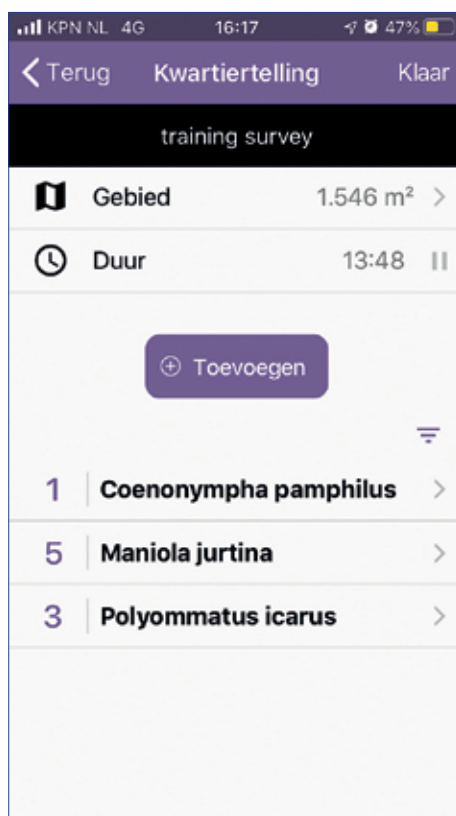 KPN NL 4G 16:17 47%
Terug Kwartiertelling Klaar
training survey
Gebied 1.546 m²
Duur 13:48
Toevoegen
1 Coenonympha pamphilus
5 Maniola jurtina
3 Polyommatus icarus